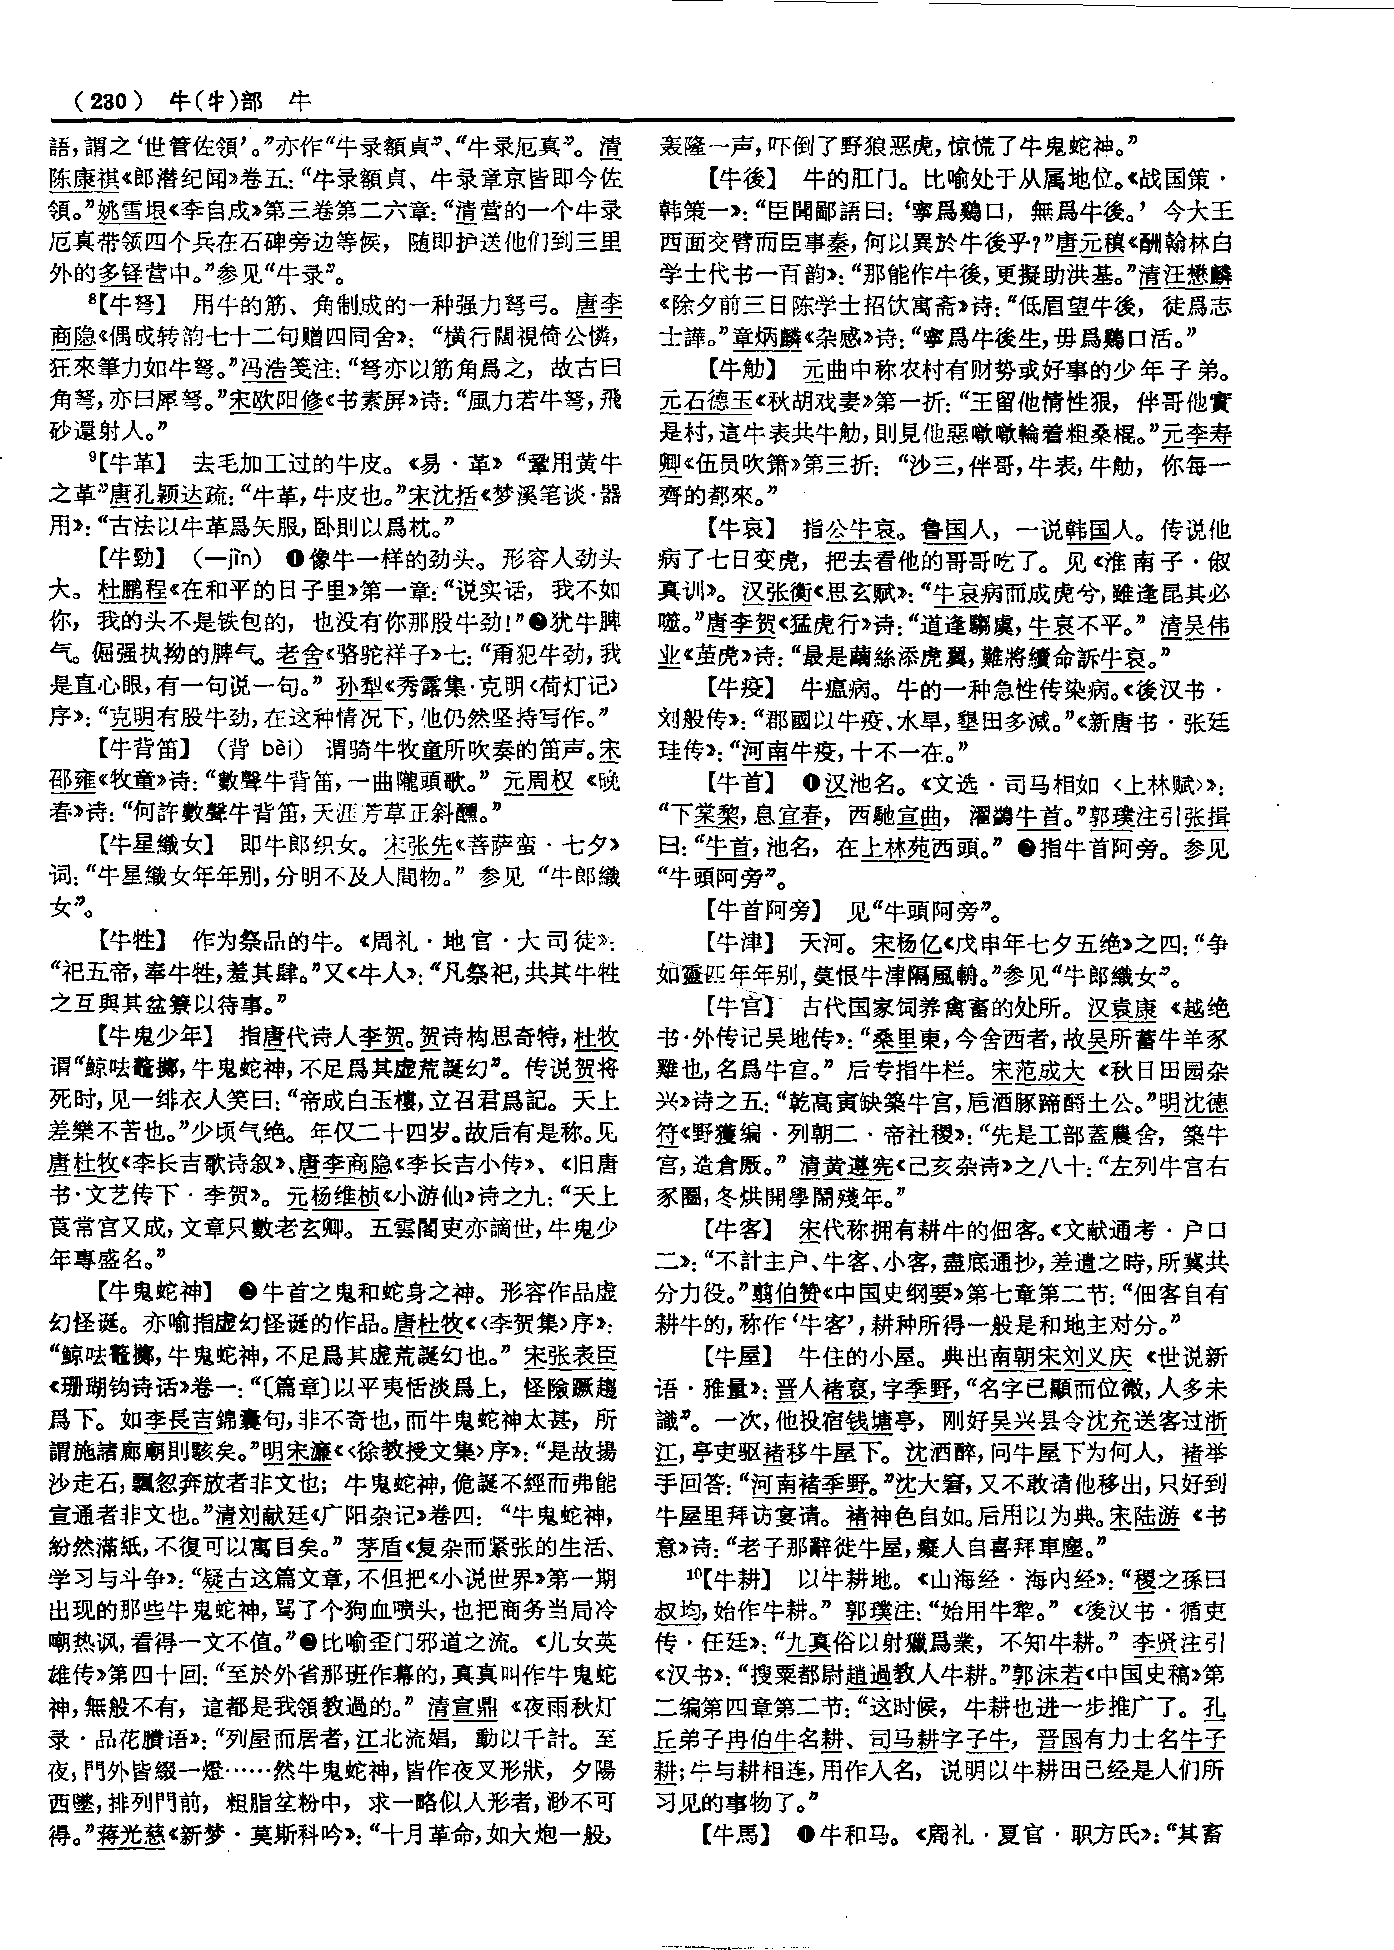 （230） 牛(牜)部 牛
語，謂之‘世管佐領’。”亦作“牛录額貞”、“牛录厄真”。清
陈康祺《郎潜纪闻》卷五：“牛录額貞、牛录章京皆即今佐
領。”姚雪垠《李自成》第三卷第二六章：“清营的一个牛录
厄真带领四个兵在石碑旁边等候，随即护送他们到三里
外的多铎营中。”参见“牛录”。
⁸【牛弩】 用牛的筋、角制成的一种强力弩弓。唐李
商隐《偶成转韵七十二句赠四同舍》：“横行闊視倚公憐，
狂來筆力如牛弩。”冯浩笺注：“弩亦以筋角爲之，故古曰
角弩，亦曰犀弩。”宋欧阳修《书素屏》诗：“風力若牛弩，飛
砂還射人。”
⁹【牛革】 去毛加工过的牛皮。《易·革》“鞏用黄牛
之革”唐孔颖达疏：“牛革，牛皮也。”宋沈括《梦溪笔谈·器
用》：“古法以牛革爲矢服，卧則以爲枕。”
【牛勁】（—jìn） ❶像牛一样的劲头。形容人劲头
大。杜鹏程《在和平的日子里》第一章：“说实话，我不如
你，我的头不是铁包的，也没有你那股牛劲！”❷犹牛脾
气。倔强执拗的脾气。老舍《骆驼祥子》七：“甭犯牛劲，我
是直心眼，有一句说一句。” 孙犁《秀露集·克明〈荷灯记〉
序》：“克明有股牛劲，在这种情况下，他仍然坚持写作。”
【牛背笛】（背 bèi） 谓骑牛牧童所吹奏的笛声。宋
邵雍《牧童》诗：“數聲牛背笛，一曲隴頭歌。” 元周权《晚
春》诗：“何許數聲牛背笛，天涯芳草正斜曛。”
【牛星織女】 即牛郎织女。宋张先《菩萨蛮·七夕》
词：“牛星織女年年别，分明不及人間物。” 参见“牛郎織
女”。
【牛牲】 作为祭品的牛。《周礼·地官·大司徒》：
“祀五帝，奉牛牲，羞其肆。”又《牛人》：“凡祭祀，共其牛牲
之互與其盆簝以待事。”
【牛鬼少年】 指唐代诗人李贺。贺诗构思奇特，杜牧
谓“鲸呿鼇擲，牛鬼蛇神，不足爲其虚荒誕幻”。传说贺将
死时，见一绯衣人笑曰：“帝成白玉樓，立召君爲記。天上
差樂不苦也。”少顷气绝。年仅二十四岁。故后有是称。见
唐杜牧《李长吉歌诗叙》、唐李商隐《李长吉小传》、《旧唐
书·文艺传下·李贺》。元杨维桢《小游仙》诗之九：“天上
莨常宫又成，文章只數老玄卿。五雲閣吏亦謫世，牛鬼少
年專盛名。”
【牛鬼蛇神】 ❷牛首之鬼和蛇身之神。形容作品虚
幻怪诞。亦喻指虚幻怪诞的作品。唐杜牧《〈李贺集〉序》：
“鲸呿鼇擲，牛鬼蛇神，不足爲其虚荒誕幻也。” 宋张表臣
《珊瑚钩诗话》卷一：“〔篇章〕以平夷恬淡爲上，怪險蹶趨
爲下。如李長吉錦囊句，非不奇也，而牛鬼蛇神太甚，所
謂施諸廊廟則駭矣。”明宋濂《〈徐教授文集〉序》：“是故揚
沙走石，飄忽奔放者非文也；牛鬼蛇神，佹誕不經而弗能
宣通者非文也。”清刘献廷《广阳杂记》卷四：“牛鬼蛇神，
紛然滿紙，不復可以寓目矣。” 茅盾《复杂而紧张的生活、
学习与斗争》：“疑古这篇文章，不但把《小说世界》第一期
出现的那些牛鬼蛇神，骂了个狗血喷头，也把商务当局冷
嘲热讽，看得一文不值。”❷比喻歪门邪道之流。《儿女英
雄传》第四十回：“至於外省那班作幕的，真真叫作牛鬼蛇
神，無般不有，這都是我領教過的。” 清宣鼎《夜雨秋灯
录·品花臢语》：“列屋而居者，江北流娼，動以千計。至
夜，門外皆綴一燈……然牛鬼蛇神，皆作夜叉形狀，夕陽
西墜，排列門前，粗脂坌粉中，求一略似人形者，渺不可
得。”蒋光慈《新梦·莫斯科吟》：“十月革命，如大炮一般，
轰隆一声，吓倒了野狼恶虎，惊慌了牛鬼蛇神。”
【牛後】 牛的肛门。比喻处于从属地位。《战国策·
韩策一》：“臣聞鄙語曰：‘寧爲鷄口，無爲牛後。’今大王
西面交臂而臣事秦，何以異於牛後乎？”唐元稹《酬翰林白
学士代书一百韵》：“那能作牛後，更擬助洪基。”清汪懋麟
《除夕前三日陈学士招饮寓斋》诗：“低眉望牛後，徒爲志
士譁。”章炳麟《杂感》诗：“寧爲牛後生，毋爲鷄口活。”
【牛觔】 元曲中称农村有财势或好事的少年子弟。
元石德玉《秋胡戏妻》第一折：“王留他情性狠，伴哥他實
是村，這牛表共牛觔，則見他惡噷噷輪着粗桑棍。”元李寿
卿《伍员吹箫》第三折：“沙三，伴哥，牛表，牛觔，你每一
齊的都來。”
【牛哀】 指公牛哀。鲁国人，一说韩国人。传说他
病了七日变虎，把去看他的哥哥吃了。见《淮南子·俶
真训》。汉张衡《思玄赋》：“牛哀病而成虎兮，雖逢昆其必
噬。”唐李贺《猛虎行》诗：“道逢騶虞，牛哀不平。” 清吴伟
业《茧虎》诗：“最是繭絲添虎翼，難將續命訴牛哀。”
【牛疫】 牛瘟病。牛的一种急性传染病。《後汉书·
刘般传》：“郡國以牛疫、水旱，墾田多減。”《新唐书·张廷
珪传》：“河南牛疫，十不一在。”
【牛首】 ❶汉池名。《文选·司马相如〈上林赋〉》：
“下棠棃，息宜春，西馳宣曲，濯鷁牛首。”郭璞注引张揖
曰：“牛首，池名，在上林苑西頭。” ❷指牛首阿旁。参见
“牛頭阿旁”。
【牛首阿旁】 见“牛頭阿旁”。
【牛津】 天河。宋杨亿《戊申年七夕五绝》之四：“争
如靈匹年年别，莫恨牛津隔風輈。”参见“牛郎織女”。
【牛宫】 古代国家饲养禽畜的处所。汉袁康《越绝
书·外传记吴地传》：“桑里東，今舍西者，故吴所蓄牛羊豕
雞也，名爲牛宫。” 后专指牛栏。宋范成大《秋日田园杂
兴》诗之五：“乾高寅缺築牛宫，巵酒豚蹄酹土公。”明沈德
符《野獲编·列朝二·帝社稷》：“先是工部蓋農舍，築牛
宫，造倉厫。” 清黄遵宪《己亥杂诗》之八十：“左列牛宫右
豕圈，冬烘開學鬧殘年。”
【牛客】 宋代称拥有耕牛的佃客。《文献通考·户口
二》：“不計主户、牛客、小客，盡底通抄，差遣之時，所冀共
分力役。”翦伯赞《中国史纲要》第七章第二节：“佃客自有
耕牛的，称作‘牛客’，耕种所得一般是和地主对分。”
【牛屋】 牛住的小屋。典出南朝宋刘义庆《世说新
语·雅量》：晋人褚裒，字季野，“名字已顯而位微，人多未
識”。一次，他投宿钱塘亭，刚好吴兴县令沈充送客过浙
江，亭吏驱褚移牛屋下。沈酒醉，问牛屋下为何人，褚举
手回答：“河南褚季野。”沈大窘，又不敢请他移出，只好到
牛屋里拜访宴请。褚神色自如。后用以为典。宋陆游《书
意》诗：“老子那辭徙牛屋，癡人自喜拜車塵。”
¹⁰【牛耕】 以牛耕地。《山海经·海内经》：“稷之孫曰
叔均，始作牛耕。” 郭璞注：“始用牛犂。” 《後汉书·循吏
传·任廷》：“九真俗以射獵爲業，不知牛耕。” 李贤注引
《汉书》：“搜粟都尉趙過教人牛耕。”郭沫若《中国史稿》第
二编第四章第二节：“这时候，牛耕也进一步推广了。孔
丘弟子冉伯牛名耕、司马耕字子牛，晋国有力士名牛子
耕；牛与耕相连，用作人名，说明以牛耕田已经是人们所
习见的事物了。”
【牛馬】 ❶牛和马。《周礼·夏官·职方氏》：“其畜